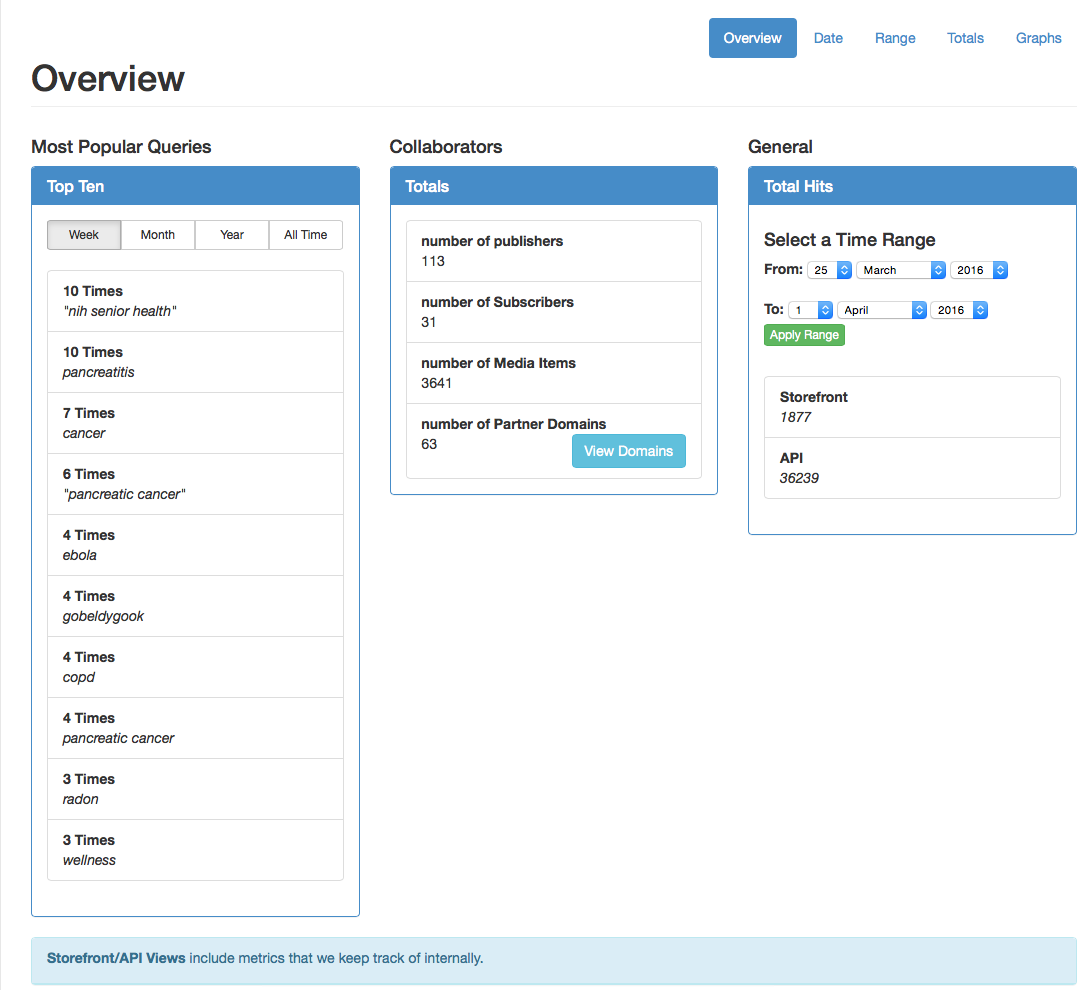 Overview Date Range Totals Graphs
Overview
Most Popular Queries
Top Ten
Week Month Year All Time
10 Times
"nih senior health"
10 Times
pancreatitis
7 Times
cancer
6 Times
"pancreatic cancer"
4 Times
ebola
4 Times
gobeldygook
4 Times
copd
4 Times
pancreatic cancer
3 Times
radon
3 Times
wellness
Collaborators
Totals
number of publishers
113
number of Subscribers
31
number of Media Items
3641
number of Partner Domains
63
View Domains
General
Total Hits
Select a Time Range
From: 25 March 2016
To: 1 April 2016
Apply Range
Storefront
1877
API
36239
Storefront/API Views include metrics that we keep track of internally.